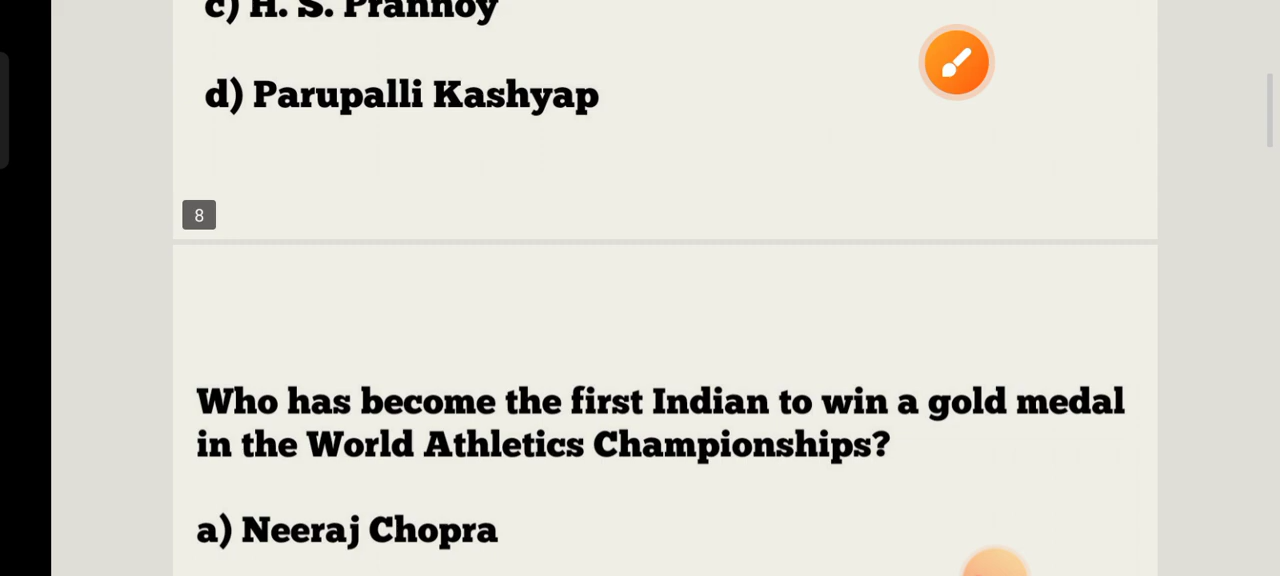 c) H. S. Prannoy
d) Parupalli Kashyap
8
Who has become the first Indian to win a gold medal
in the World Athletics Championships?
a) Neeraj Chopra